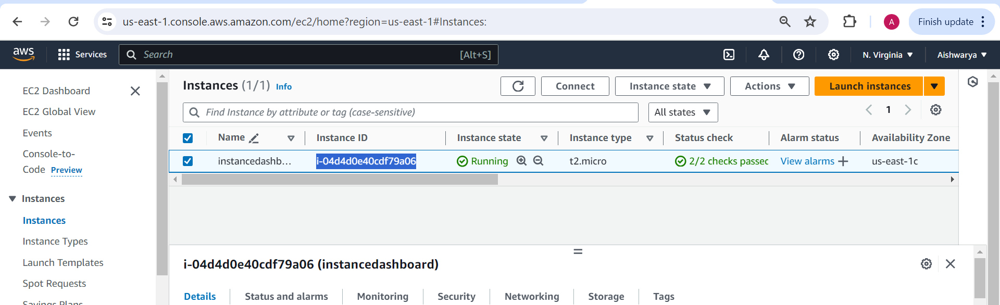 us-east-1.console.aws.amazon.com/ec2/home?region=us-east-1#Instances:
A
Finish update
aws
Services
Search
[Alt+S]
N. Virginia
Aishwarya
EC2 Dashboard
EC2 Global View
Events
Console-to-
Code Preview
Instances
Instances
Instance Types
Launch Templates
Spot Requests
Savings Plans
Instances (1/1) Info
Connect
Instance state
Actions
Launch instances
Find Instance by attribute or tag (case-sensitive)
All states
1
Name Instance ID Instance state Instance type Status check Alarm status Availability Zone
instancedashb... i-04d4d0e40cdf79a06 Running t2.micro 2/2 checks passec View alarms + us-east-1c
i-04d4d0e40cdf79a06 (instancedashboard)
Details Status and alarms Monitoring Security Networking Storage Tags